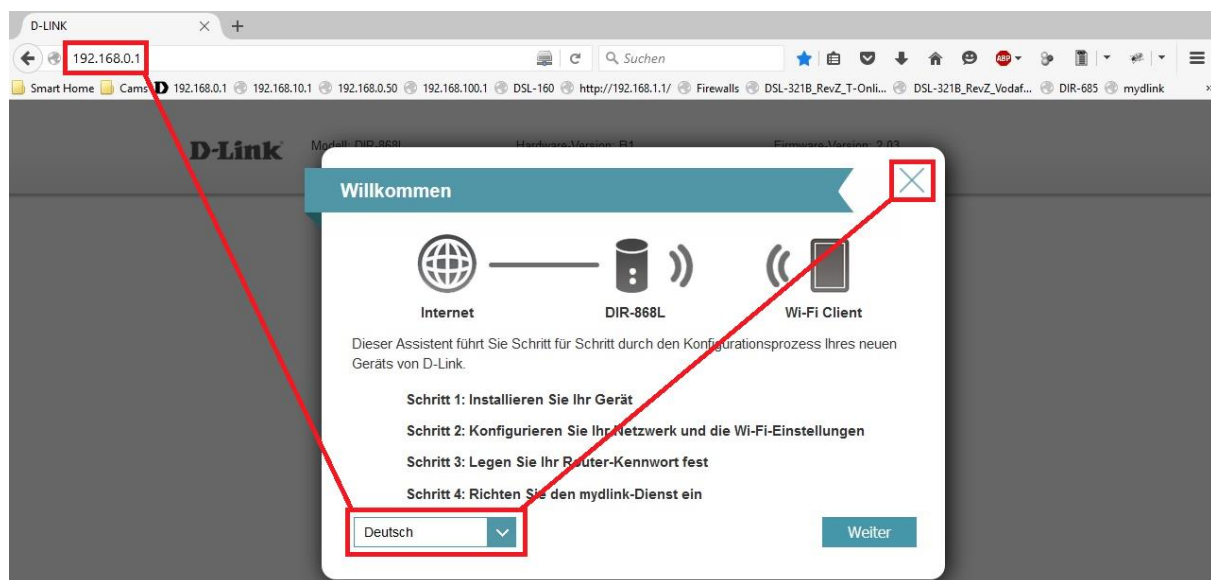 D-LINK
192.168.0.1
Suchen
ABP
Smart Home Cams D 192.168.0.1 192.168.10.1 192.168.0.50 192.168.100.1 DSL-160 http://192.168.1.1/ Firewalls DSL-321B_RevZ_T-Onli... DSL-321B_RevZ_Vodaf... DIR-685 mydlink
D-Link Modell: DIR-868L Hardware-Version: B1 Firmware-Version: 2.03
Willkommen
Internet DIR-868L Wi-Fi Client
Dieser Assistent führt Sie Schritt für Schritt durch den Konfigurationsprozess Ihres neuen
Geräts von D-Link.
Schritt 1: Installieren Sie Ihr Gerät
Schritt 2: Konfigurieren Sie Ihr Netzwerk und die Wi-Fi-Einstellungen
Schritt 3: Legen Sie Ihr Router-Kennwort fest
Schritt 4: Richten Sie den mydlink-Dienst ein
Deutsch Weiter